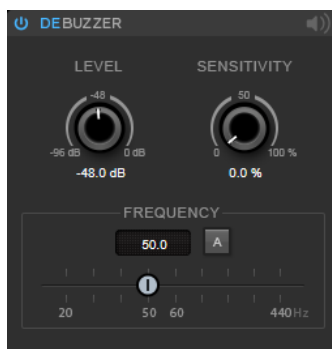 DEBUZZER
LEVEL SENSITIVITY
-48 50
-96 dB 0 dB 0 100 %
-48.0 dB 0.0 %
FREQUENCY
50.0 A
20 50 60 440 Hz